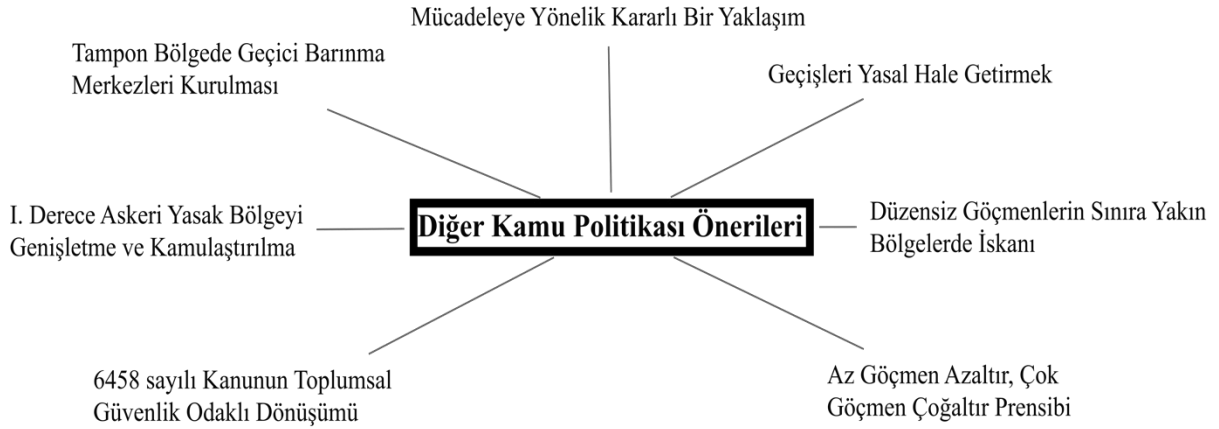 Mücadeleye Yönelik Kararlı Bir Yaklaşım
Tampon Bölgede Geçici Barınma
Merkezleri Kurulması
Geçişleri Yasal Hale Getirmek
I. Derece Askeri Yasak Bölgeyi
Genişletme ve Kamulaştırılma
Diğer Kamu Politikası Önerileri
Düzensiz Göçmenlerin Sınıra Yakın
Bölgelerde İskanı
6458 sayılı Kanunun Toplumsal
Güvenlik Odaklı Dönüşümü
Az Göçmen Azaltır, Çok
Göçmen Çoğaltır Prensibi